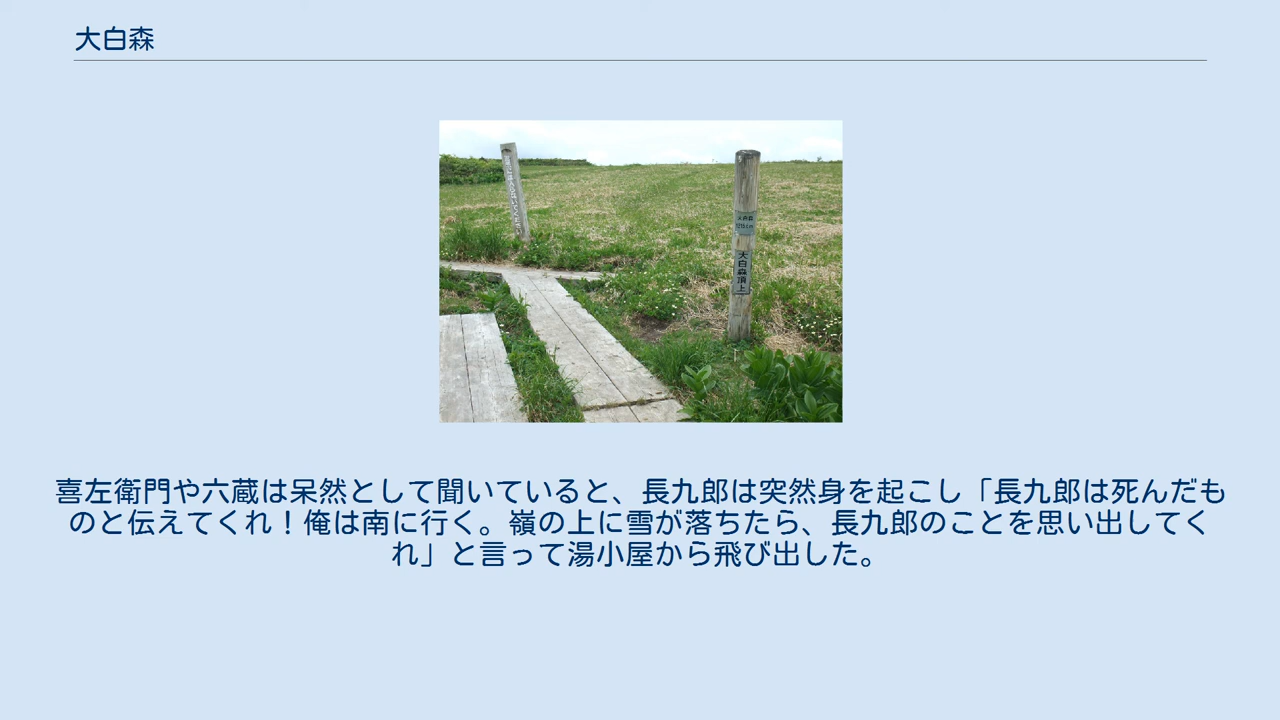 大白森
大白森
大白森頂上
喜左衛門や六蔵は呆然として聞いていると、長九郎は突然身を起こし「長九郎は死んだも
のと伝えてくれ！俺は南に行く。嶺の上に雪が落ちたら、長九郎のことを思い出してく
れ」と言って湯小屋から飛び出した。